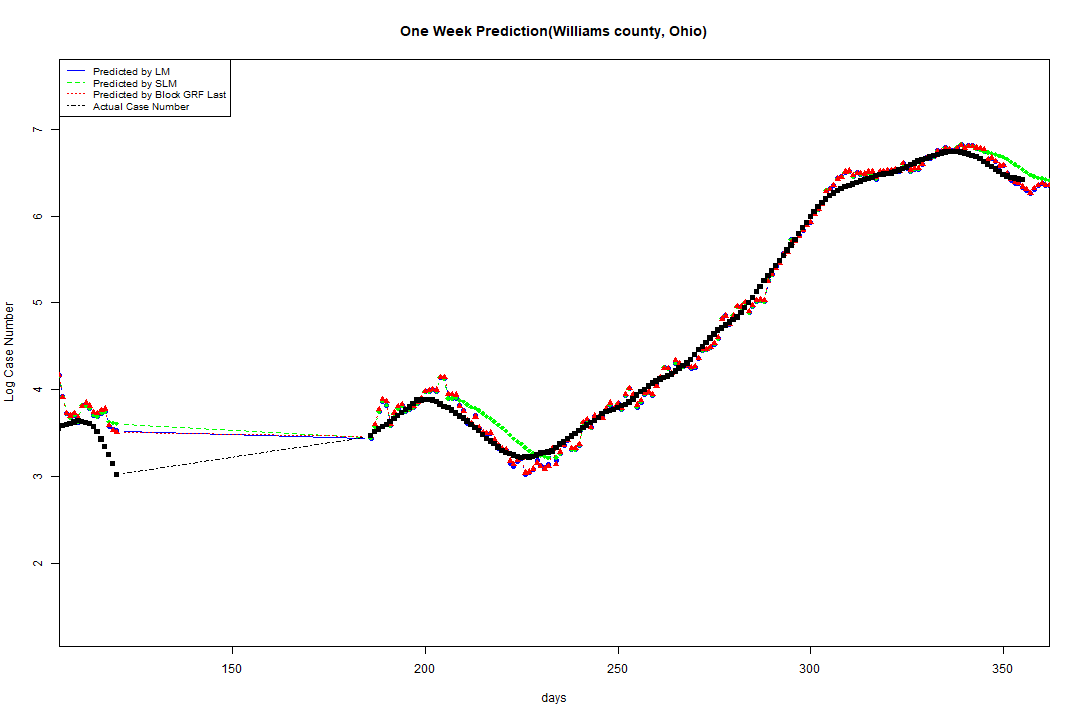 One Week Prediction(Williams county, Ohio)
Predicted by LM
Predicted by SLM
Predicted by Block GRF Last
Actual Case Number
7
6
5
4
3
2
Log Case Number
150 200 250 300 350
days